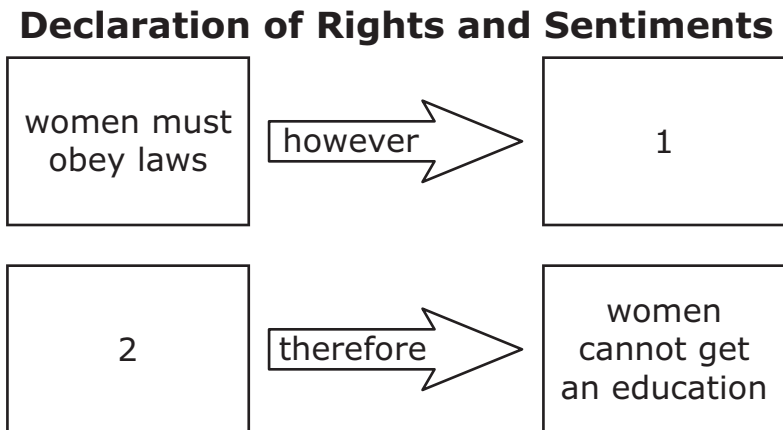 Declaration of Rights and Sentiments
women must
obey laws
however
1
2
therefore
women
cannot get
an education